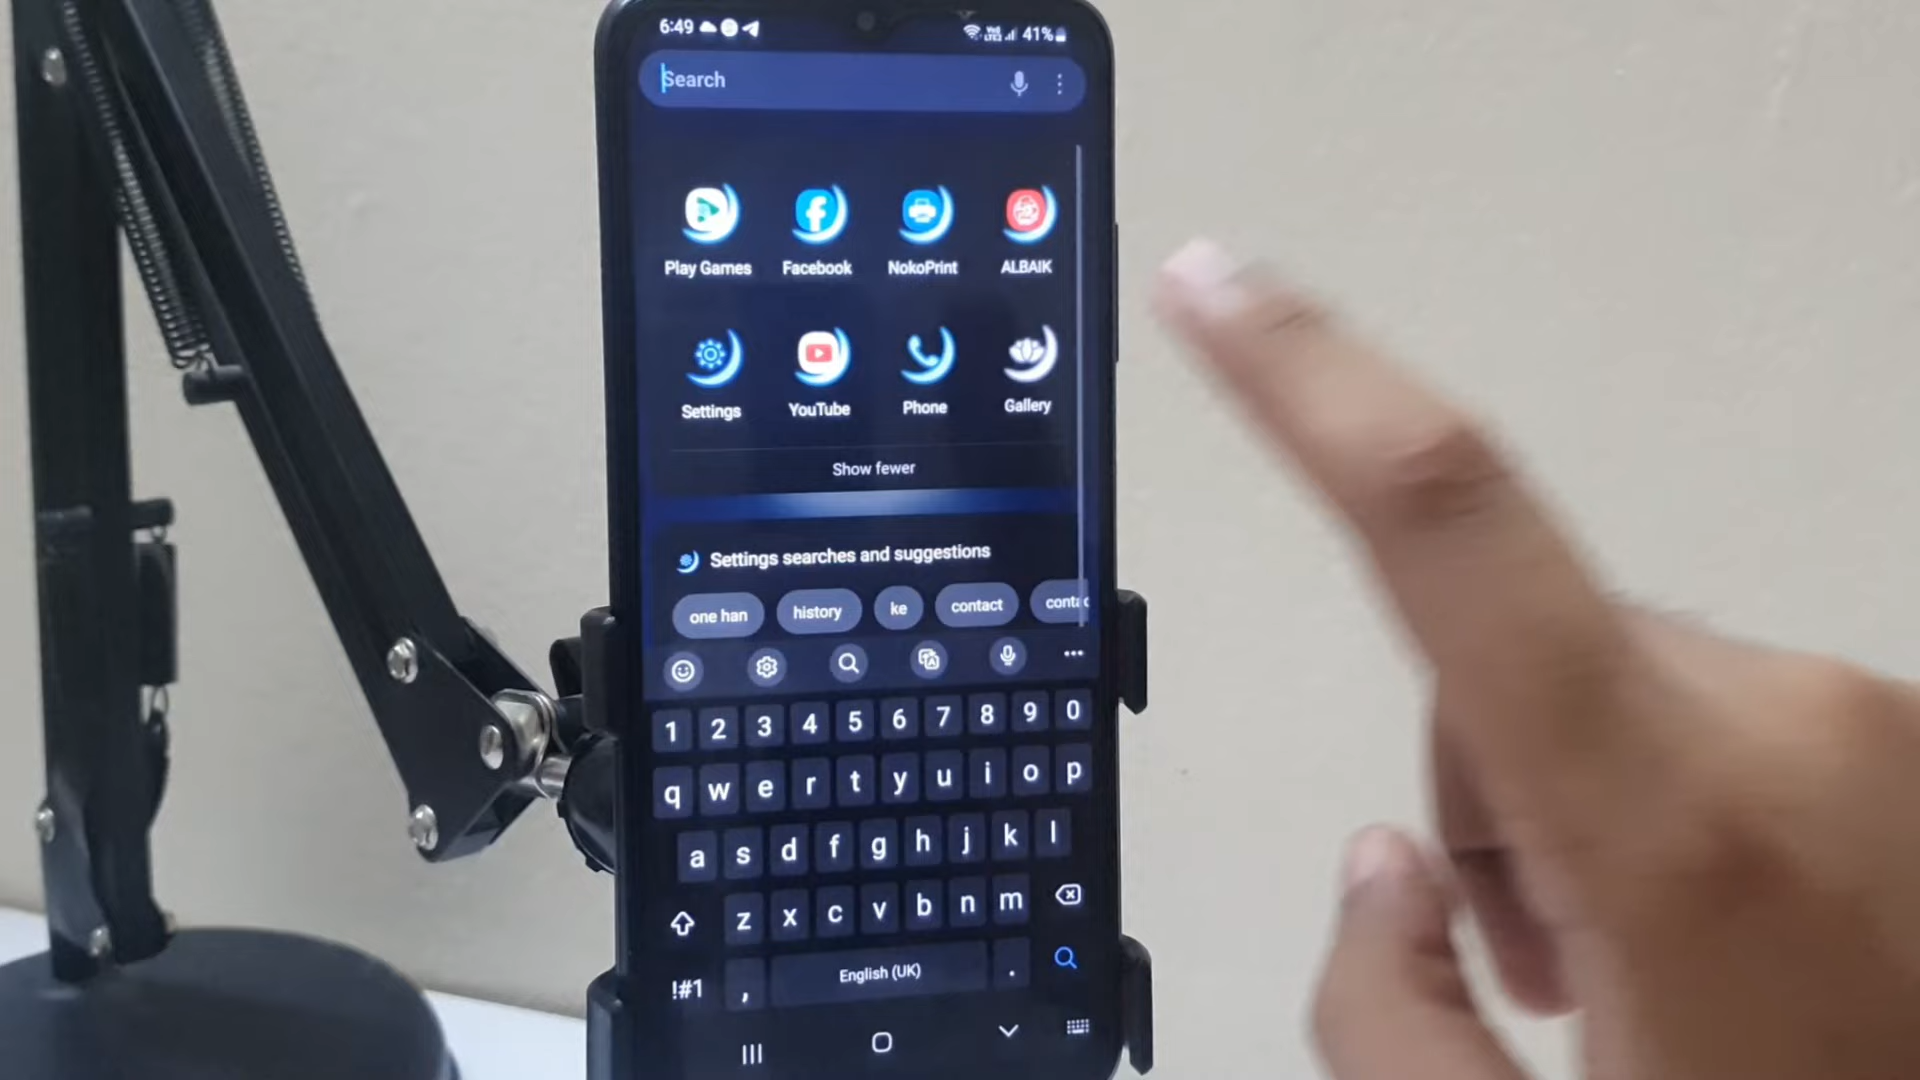 6:49 41%
Search
Play Games Facebook NokoPrint ALBAIK
Settings YouTube Phone Gallery
Show fewer
Settings searches and suggestions
one han history ke contact contac
1 2 3 4 5 6 7 8 9 0
q w e r t y u i o p
a s d f g h j k l
z x c v b n m
!#1 , English (UK) .